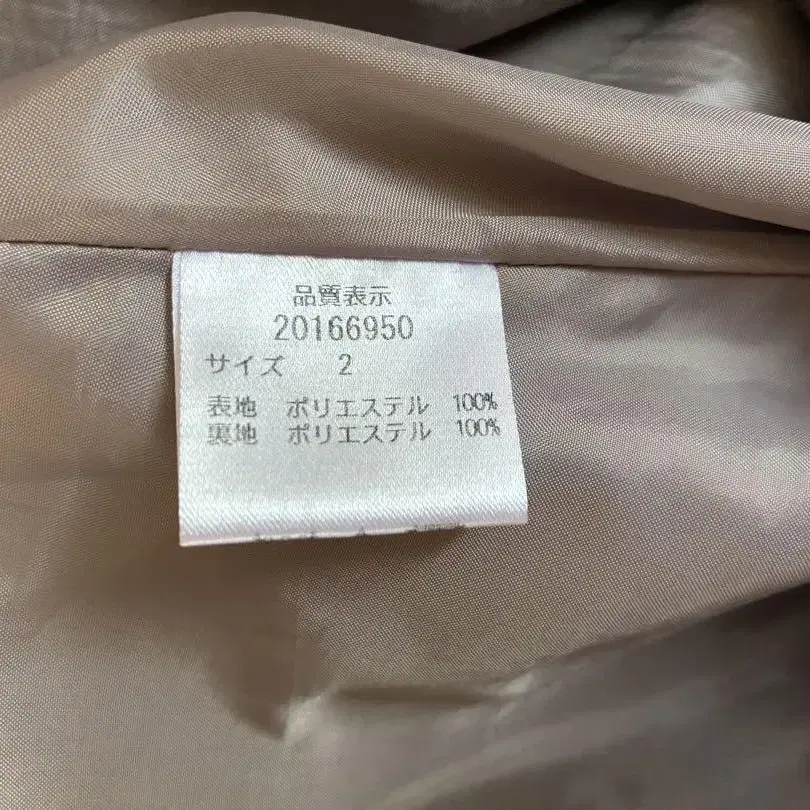 品質表示
20166950
サイズ 2
表地 ポリエステル 100%
裏地 ポリエステル 100%